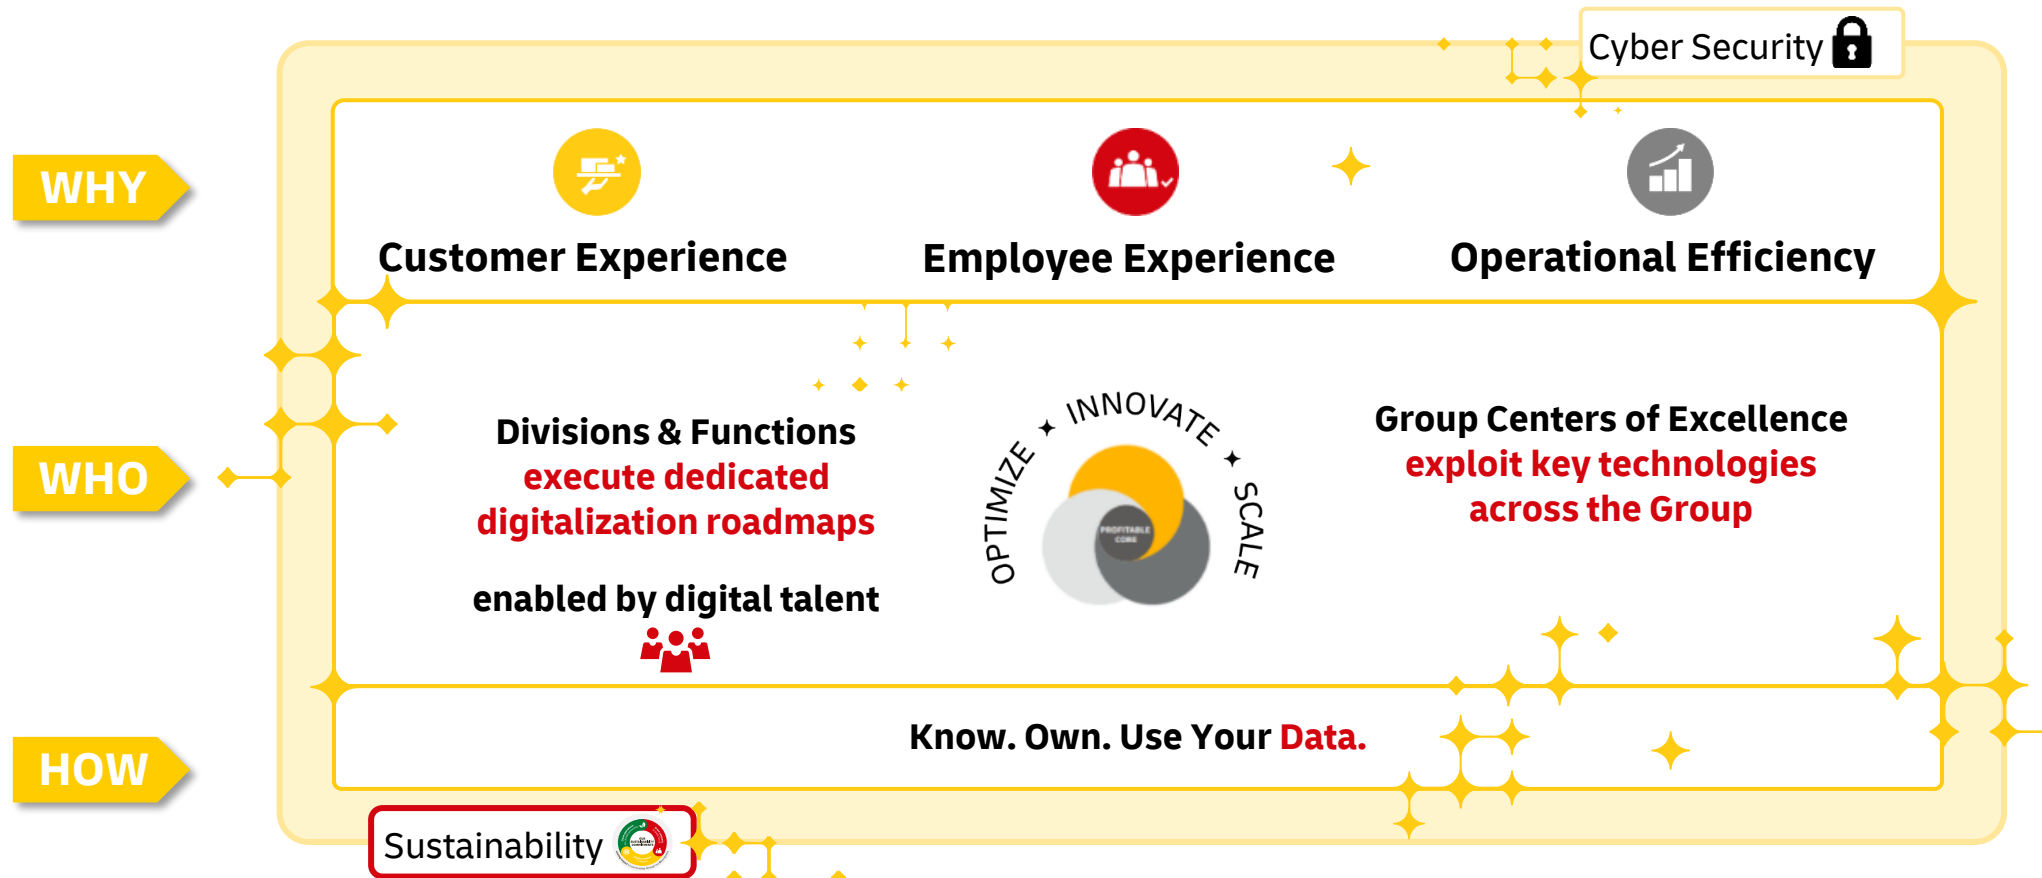 Cyber Security
WHY
Customer Experience
Employee Experience
Operational Efficiency
WHO
Divisions & Functions
execute dedicated
digitalization roadmaps
enabled by digital talent
OPTIMIZE ✦ INNOVATE ✦ SCALE
PROFITABLE
CORE
Group Centers of Excellence
exploit key technologies
across the Group
HOW
Know. Own. Use Your Data.
Sustainability